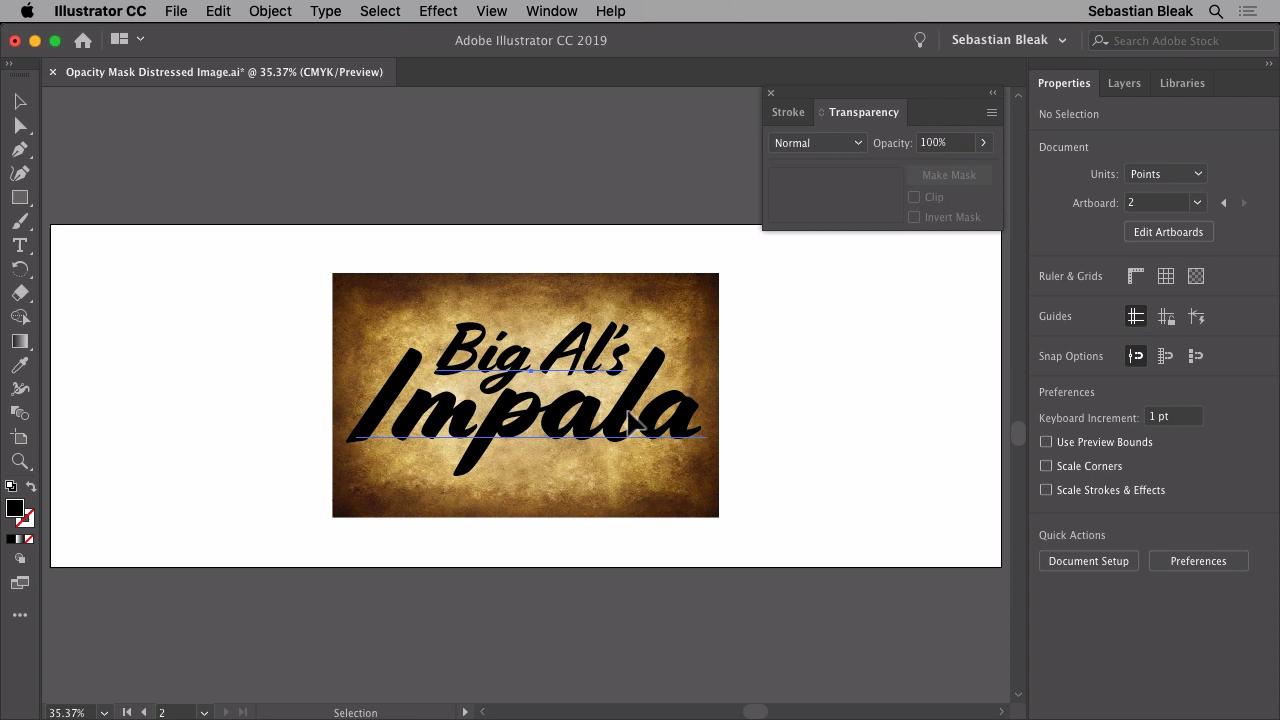 Illustrator CC File Edit Object Type Select Effect View Window Help Sebastian Bleak
Adobe Illustrator CC 2019 Sebastian Bleak Search Adobe Stock
Opacity Mask Distressed Image.ai* @ 35.37% (CMYK/Preview)
Stroke Transparency
Normal Opacity: 100%
Make Mask
Clip
Invert Mask
Big Al's
Impala
Properties Layers Libraries
No Selection
Document
Units: Points
Artboard: 2
Edit Artboards
Ruler & Grids
Guides
Snap Options
Preferences
Keyboard Increment: 1 pt
Use Preview Bounds
Scale Corners
Scale Strokes & Effects
Quick Actions
Document Setup Preferences
35.37% 2 Selection